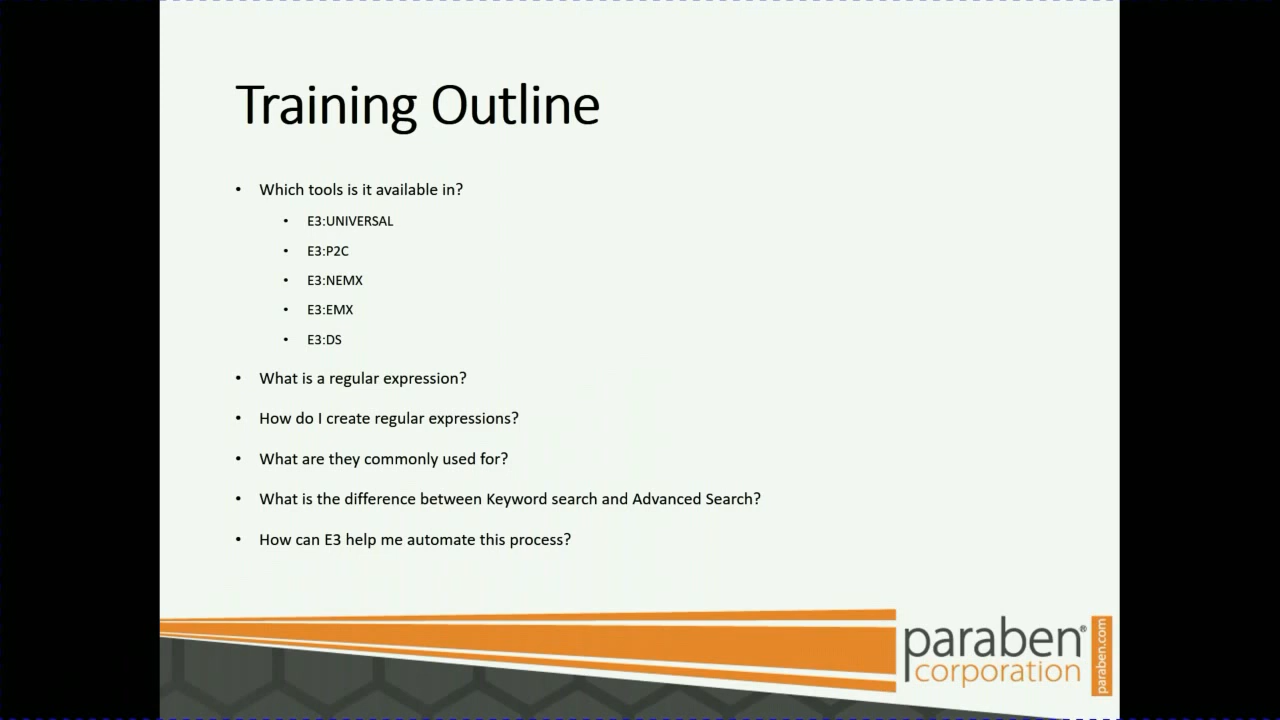 Training Outline
• Which tools is it available in?
• E3:UNIVERSAL
• E3:P2C
• E3:NEMX
• E3:EMX
• E3:DS
• What is a regular expression?
• How do I create regular expressions?
• What are they commonly used for?
• What is the difference between Keyword search and Advanced Search?
• How can E3 help me automate this process?
paraben®
corporation
paraben.com